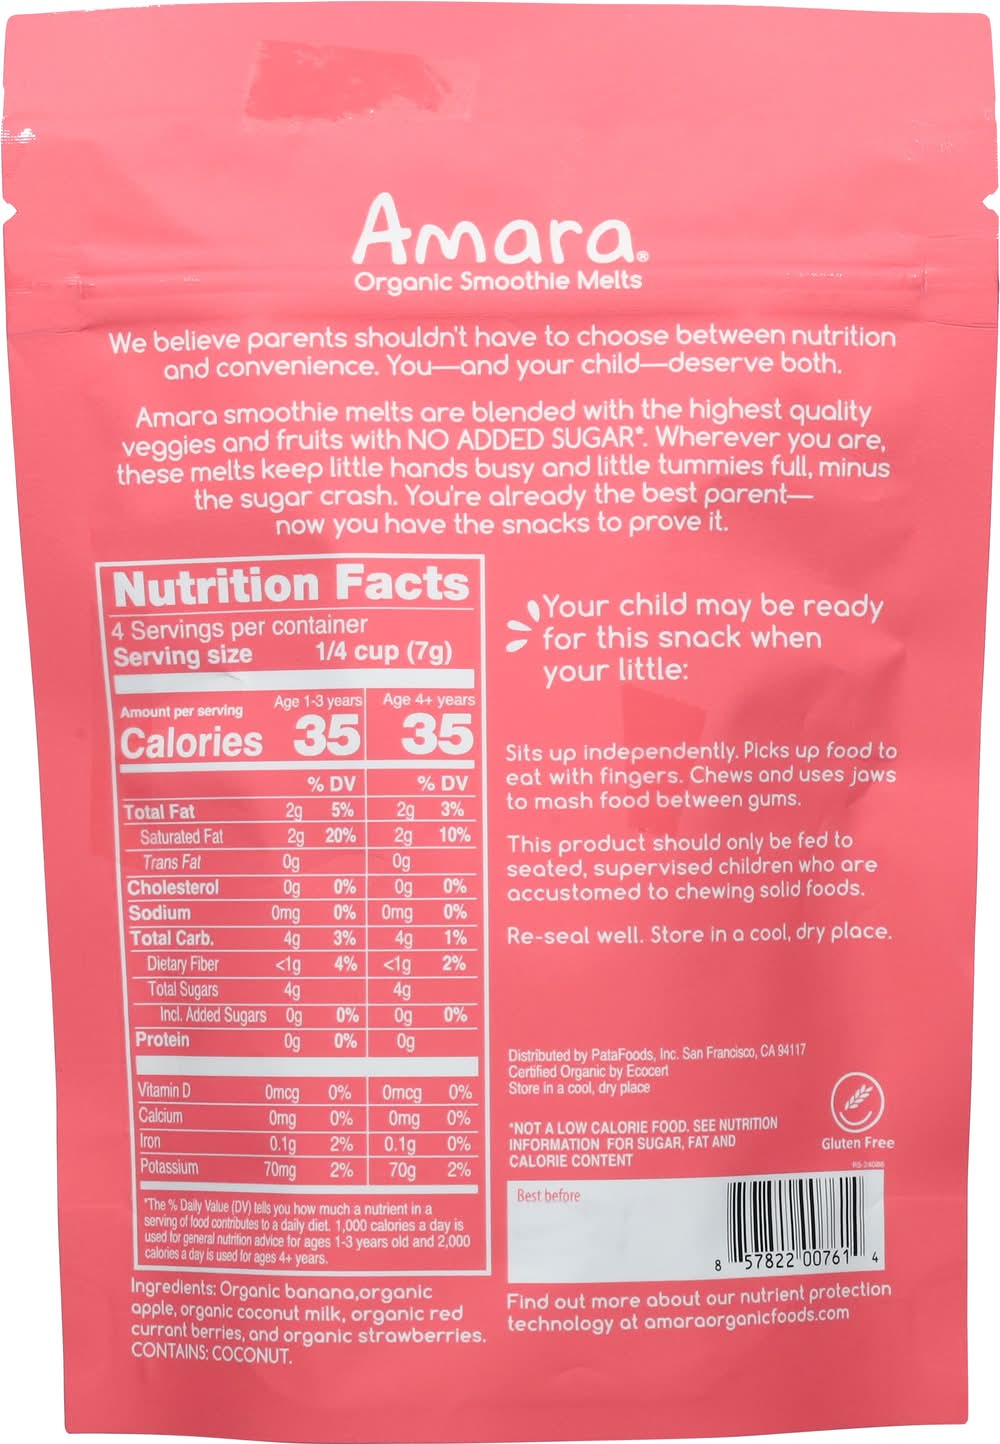 Amara®
Organic Smoothie Melts
We believe parents shouldn't have to choose between nutrition
and convenience. You—and your child—deserve both.
Amara smoothie melts are blended with the highest quality
veggies and fruits with NO ADDED SUGAR*. Wherever you are,
these melts keep little hands busy and little tummies full, minus
the sugar crash. You're already the best parent—
now you have the snacks to prove it.
Nutrition Facts
4 Servings per container
Serving size 1/4 cup (7g)
Amount per serving Age 1-3 years Age 4+ years
Calories 35 35
% DV % DV
Total Fat 2g 5% 2g 3%
Saturated Fat 2g 20% 2g 10%
Trans Fat 0g 0g
Cholesterol 0g 0% 0g 0%
Sodium 0mg 0% 0mg 0%
Total Carb. 4g 3% 4g 1%
Dietary Fiber <1g 4% <1g 2%
Total Sugars 4g 4g
Incl. Added Sugars 0g 0% 0g 0%
Protein 0g 0% 0g
Vitamin D 0mcg 0% 0mcg 0%
Calcium 0mg 0% 0mg 0%
Iron 0.1g 2% 0.1g 0%
Potassium 70mg 2% 70g 2%
*The % Daily Value (DV) tells you how much a nutrient in a
serving of food contributes to a daily diet. 1,000 calories a day is
used for general nutrition advice for ages 1-3 years old and 2,000
calories a day is used for ages 4+ years.
Ingredients: Organic banana,organic
apple, organic coconut milk, organic red
currant berries, and organic strawberries.
CONTAINS: COCONUT.
Your child may be ready
for this snack when
your little:
Sits up independently. Picks up food to
eat with fingers. Chews and uses jaws
to mash food between gums.
This product should only be fed to
seated, supervised children who are
accustomed to chewing solid foods.
Re-seal well. Store in a cool, dry place.
Distributed by PataFoods, Inc. San Francisco, CA 94117
Certified Organic by Ecocert
Store in a cool, dry place
*NOT A LOW CALORIE FOOD. SEE NUTRITION
INFORMATION FOR SUGAR, FAT AND
CALORIE CONTENT
Gluten Free
RS-24086
Best before
8 57822 00761 4
Find out more about our nutrient protection
technology at amaraorganicfoods.com